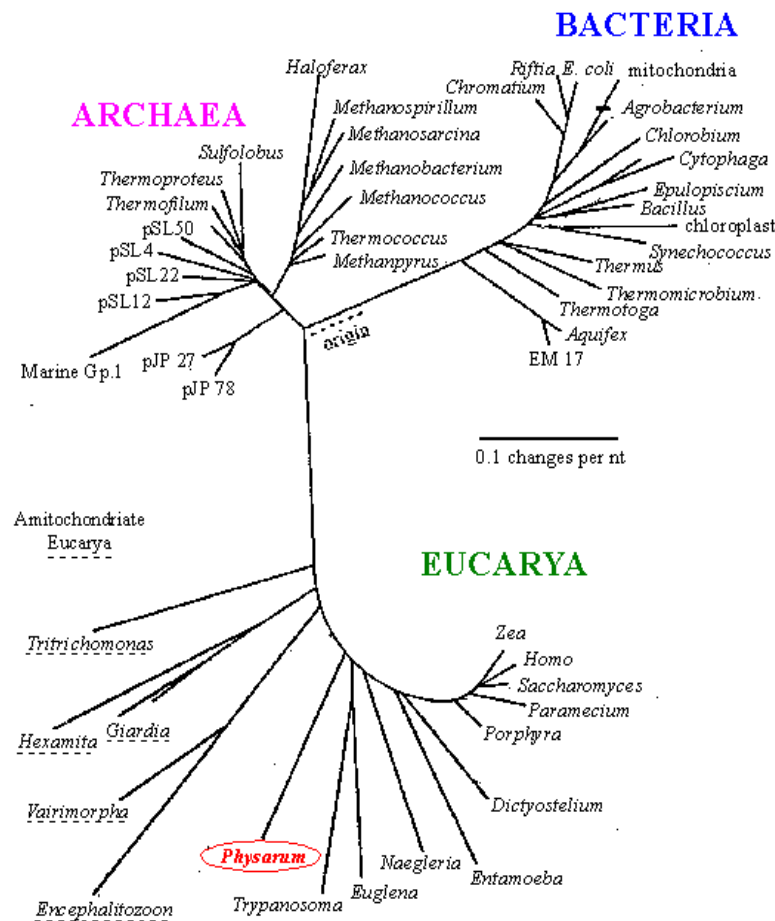 BACTERIA
ARCHAEA
Haloferax
Methanospirillum
Methanosarcina
Methanobacterium
Methanococcus
Thermococcus
Methanpyrus
Sulfolobus
Thermoproteus
Thermofilum
pSL50
pSL4
pSL22
pSL12
Marine Gp.1
pJP 27
pJP 78
origin
Riftia
E. coli
mitochondria
Chromatium
Agrobacterium
Chlorobium
Cytophaga
Epulopiscium
Bacillus
chloroplast
Synechococcus
Thermus
Thermomicrobium
Thermotoga
Aquifex
EM 17
0.1 changes per nt
Amitochondriate
Eucarya
EUCARYA
Tritrichomonas
Hexamita
Giardia
Vairimorpha
Encephalitozoon
Physarum
Trypanosoma
Euglena
Naegleria
Entamoeba
Dictyostelium
Porphyra
Paramecium
Saccharomyces
Homo
Zea